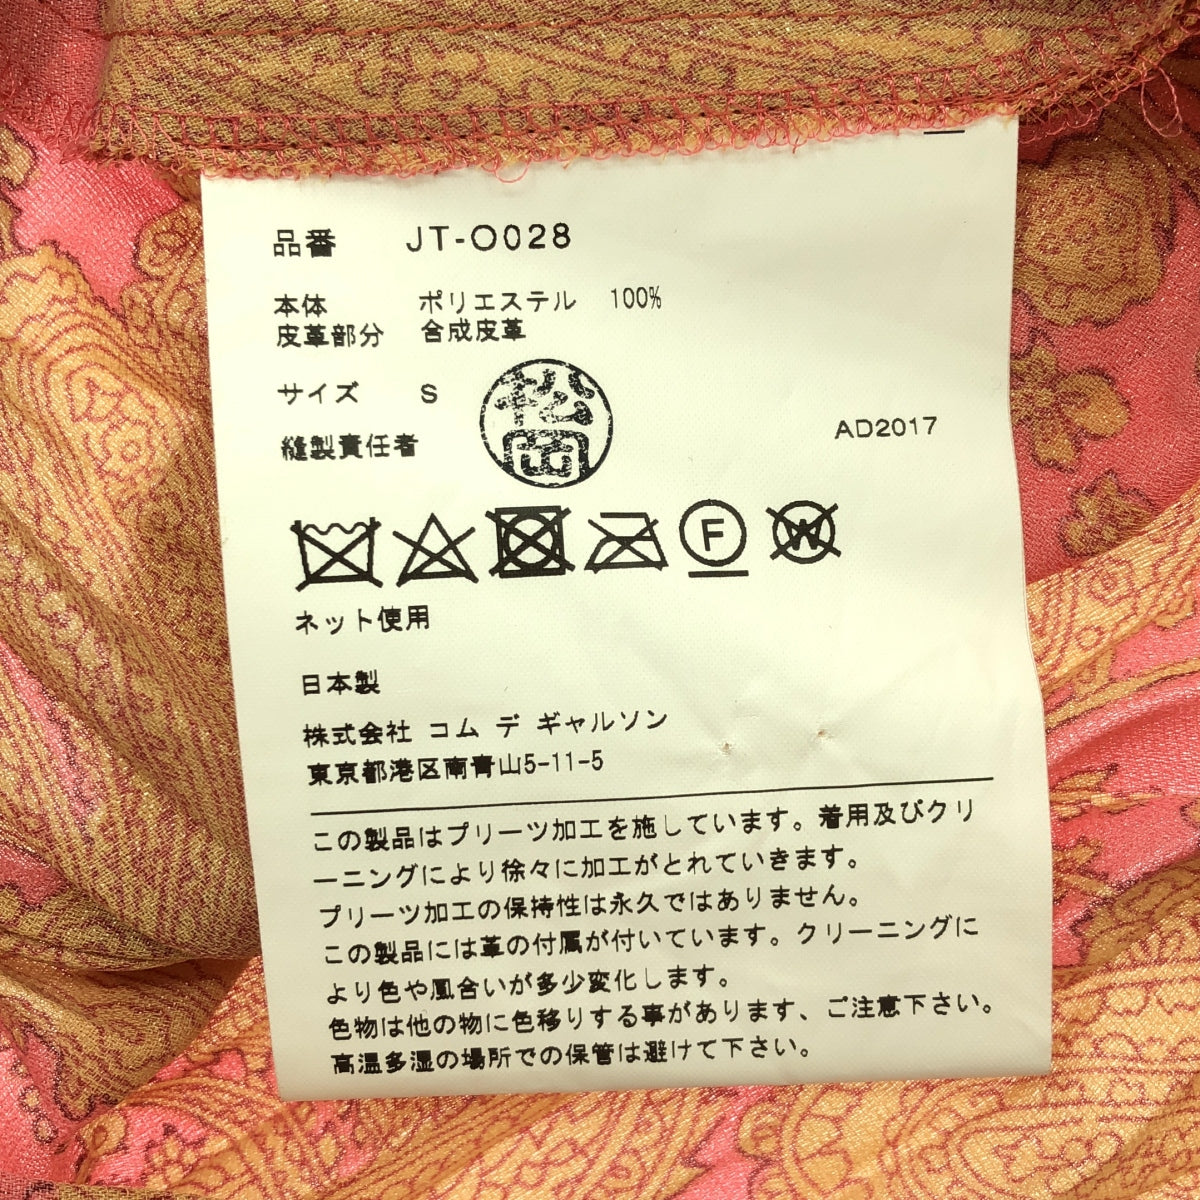 品番 JT-O028
本体 ポリエステル 100%
皮革部分 合成皮革
サイズ S
縫製責任者 松岡
AD2017
F W
ネット使用
日本製
株式会社 コム デ ギャルソン
東京都港区南青山5-11-5
この製品はプリーツ加工を施しています。着用及びクリ
ーニングにより徐々に加工がとれていきます。
プリーツ加工の保持性は永久ではありません。
この製品には革の付属が付いています。クリーニングに
より色や風合いが多少変化します。
色物は他の物に色移りする事があります、ご注意下さい。
高温多湿の場所での保管は避けて下さい。